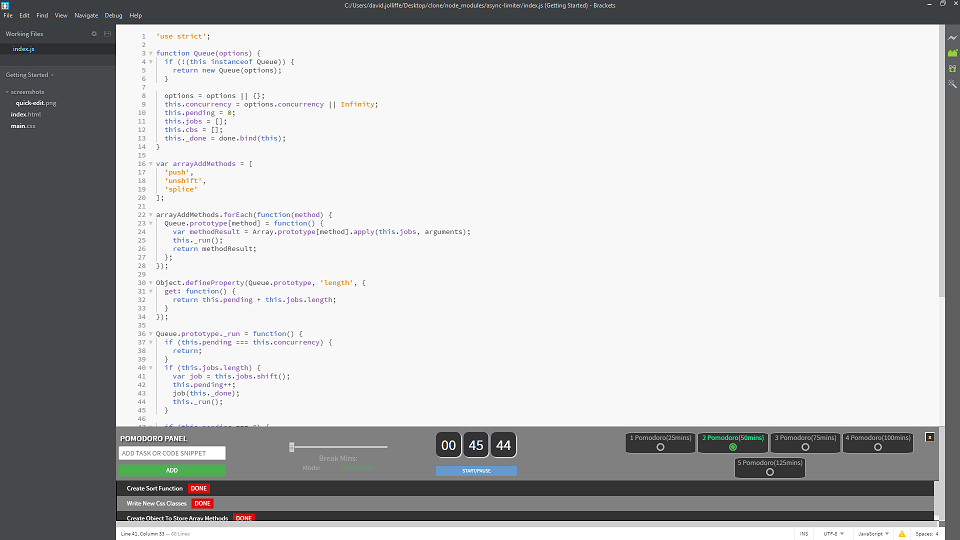 C:/Users/david.jolliffe/Desktop/clone/node_modules/async-limiter/index.js (Getting Started) - Brackets
File Edit Find View Navigate Debug Help
Working Files
index.js
Getting Started
screenshots
quick-edit.png
index.html
main.css
1 'use strict';
2
3 function Queue(options) {
4 if (!(this instanceof Queue)) {
5 return new Queue(options);
6 }
7
8 options = options || {};
9 this.concurrency = options.concurrency || Infinity;
10 this.pending = 0;
11 this.jobs = [];
12 this.cbs = [];
13 this._done = done.bind(this);
14 }
15
16 var arrayAddMethods = [
17 'push',
18 'unshift',
19 'splice'
20 ];
21
22 arrayAddMethods.forEach(function(method) {
23 Queue.prototype[method] = function() {
24 var methodResult = Array.prototype[method].apply(this.jobs, arguments);
25 this._run();
26 return methodResult;
27 };
28 });
29
30 Object.defineProperty(Queue.prototype, 'length', {
31 get: function() {
32 return this.pending + this.jobs.length;
33 }
34 });
35
36 Queue.prototype._run = function() {
37 if (this.pending === this.concurrency) {
38 return;
39 }
40 if (this.jobs.length) {
41 var job = this.jobs.shift();
42 this.pending++;
43 job(this._done);
44 this._run();
45 }
46
POMODORO PANEL
ADD TASK OR CODE SNIPPET
ADD
Break Mins:
Mode
00 45 44
START/PAUSE
1 Pomodoro(25mins)
2 Pomodoro(50mins)
3 Pomodoro(75mins)
4 Pomodoro(100mins)
5 Pomodoro(125mins)
x
Create Sort Function DONE
Write New Css Classes DONE
Create Object To Store Array Methods DONE
Line 41, Column 33 — 68 Lines
INS UTF-8 JavaScript Spaces: 4